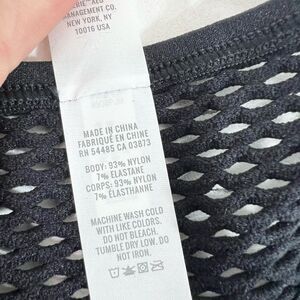 MANAGEMENT CO.
NEW YORK, NY
10016 USA
MADE IN CHINA
FABRIQUÉ EN CHINE
RN 54485 CA 03873
BODY: 93% NYLON
7% ELASTANE
CORPS: 93% NYLON
7% ÉLASTHANNE
MACHINE WASH COLD
WITH LIKE COLORS.
DO NOT BLEACH.
TUMBLE DRY LOW. DO
NOT IRON.